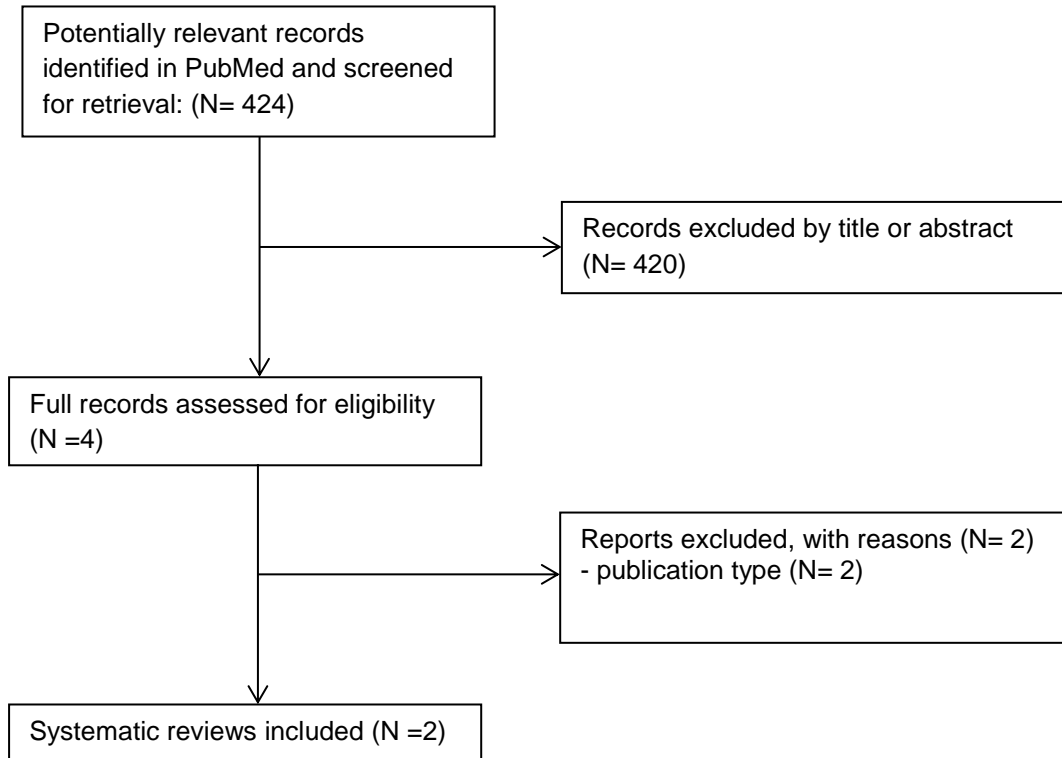 Potentially relevant records
identified in PubMed and screened
for retrieval: (N= 424)
Records excluded by title or abstract
(N= 420)
Full records assessed for eligibility
(N =4)
Reports excluded, with reasons (N= 2)
- publication type (N= 2)
Systematic reviews included (N =2)